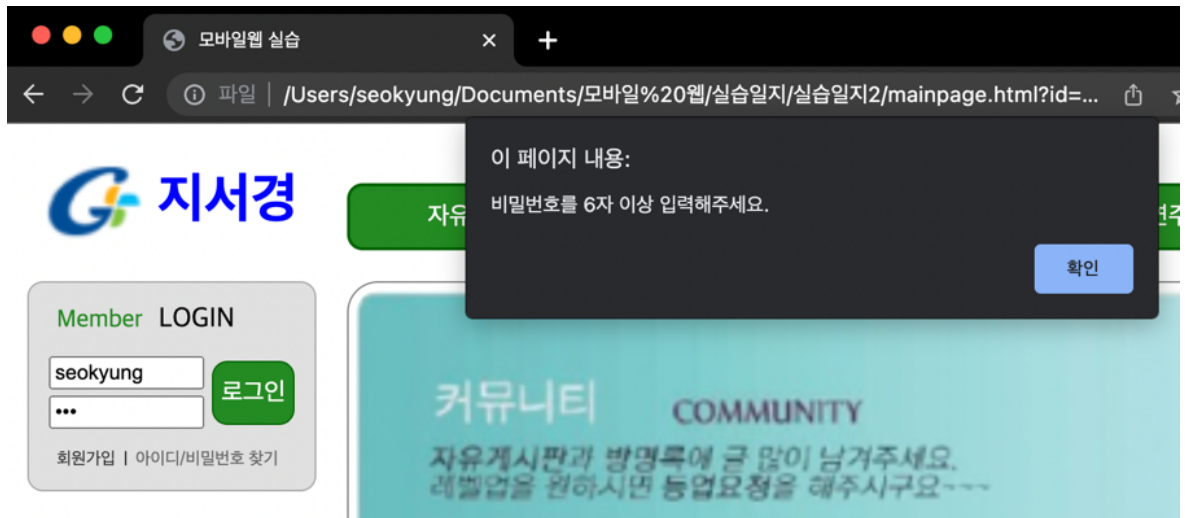 모바일웹 실습
파일 | /Users/seokyung/Documents/모바일%20웹/실습일지/실습일지2/mainpage.html?id=...
이 페이지 내용:
비밀번호를 6자 이상 입력해주세요.
확인
지서경
자유
Member LOGIN
seokyung
•••
로그인
회원가입 | 아이디/비밀번호 찾기
커뮤니티 COMMUNITY
자유게시판과 방명록에 글 많이 남겨주세요.
레벨업을 원하시면 등업요청을 해주시구요~~~